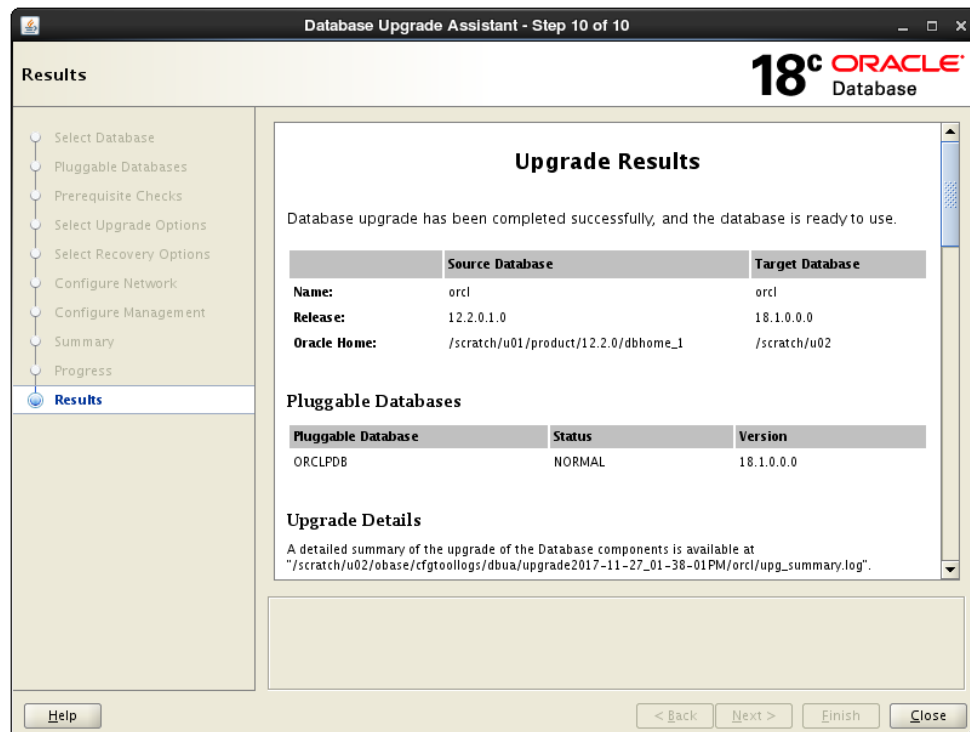 Database Upgrade Assistant - Step 10 of 10
Results
18c ORACLE
Database
Select Database
Pluggable Databases
Prerequisite Checks
Select Upgrade Options
Select Recovery Options
Configure Network
Configure Management
Summary
Progress
Results
Upgrade Results
Database upgrade has been completed successfully, and the database is ready to use.
Source Database Target Database
Name: orcl orcl
Release: 12.2.0.1.0 18.1.0.0.0
Oracle Home: /scratch/u01/product/12.2.0/dbhome_1 /scratch/u02
Pluggable Databases
Pluggable Database Status Version
ORCLPDB NORMAL 18.1.0.0.0
Upgrade Details
A detailed summary of the upgrade of the Database components is available at
"/scratch/u02/obase/cfgtoollogs/dbua/upgrade2017-11-27_01-38-01PM/orcl/upg_summary.log".
Help < Back Next > Finish Close